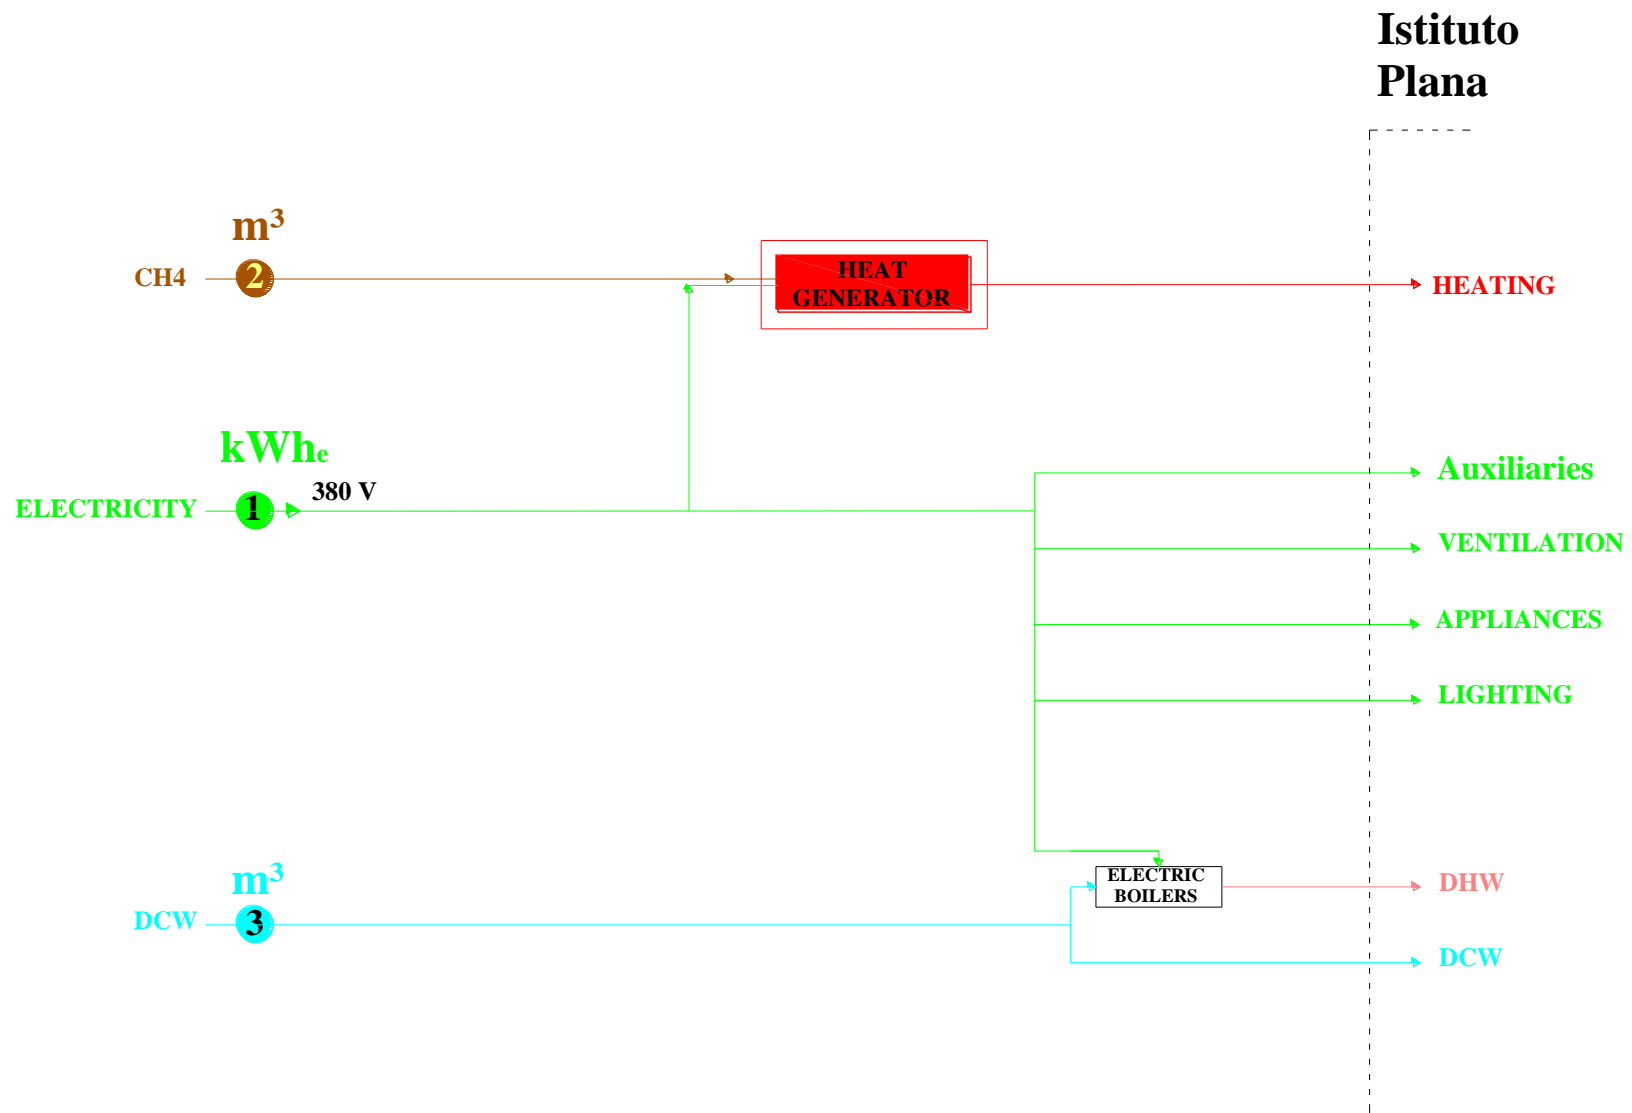 Istituto
Plana
m³
CH4
2
HEAT
GENERATOR
HEATING
kWhe
380 V
ELECTRICITY
1
Auxiliaries
VENTILATION
APPLIANCES
LIGHTING
m³
DCW
3
ELECTRIC
BOILERS
DHW
DCW